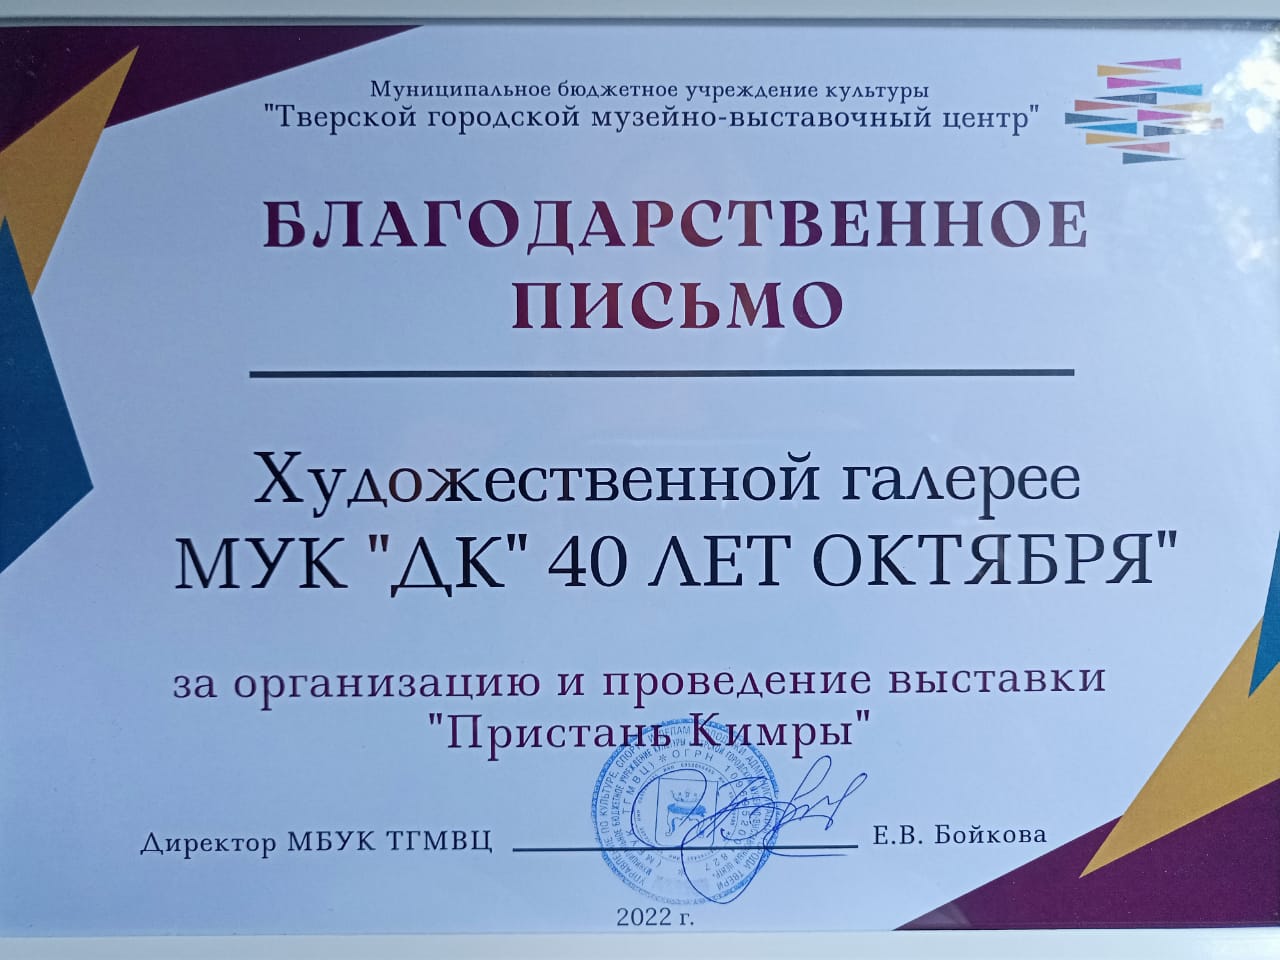 Муниципальное бюджетное учреждение культуры
"Тверской городской музейно-выставочный центр"
БЛАГОДАРСТВЕННОЕ
ПИСЬМО
Художественной галерее
МУК "ДК" 40 ЛЕТ ОКТЯБРЯ"
за организацию и проведение выставки
"Пристань Кимры"
Директор МБУК ТГМВЦ
Е.В. Бойкова
2022 г.